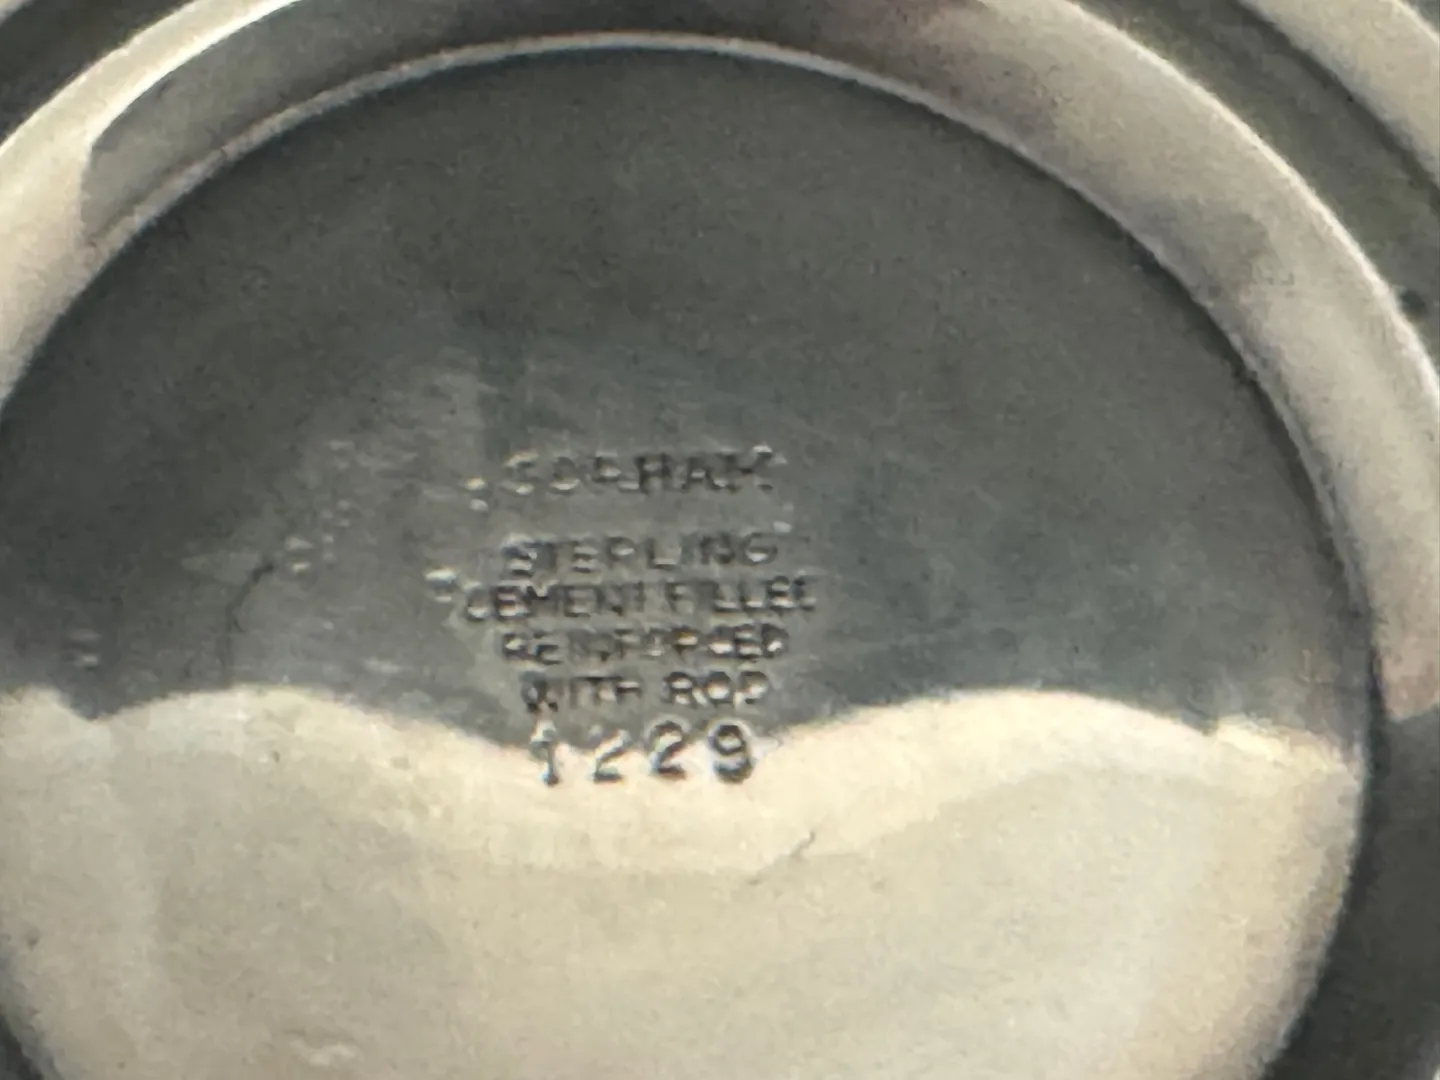 GORHAM
STERLING
CEMENT FILLED
REINFORCED
WITH ROD
1229